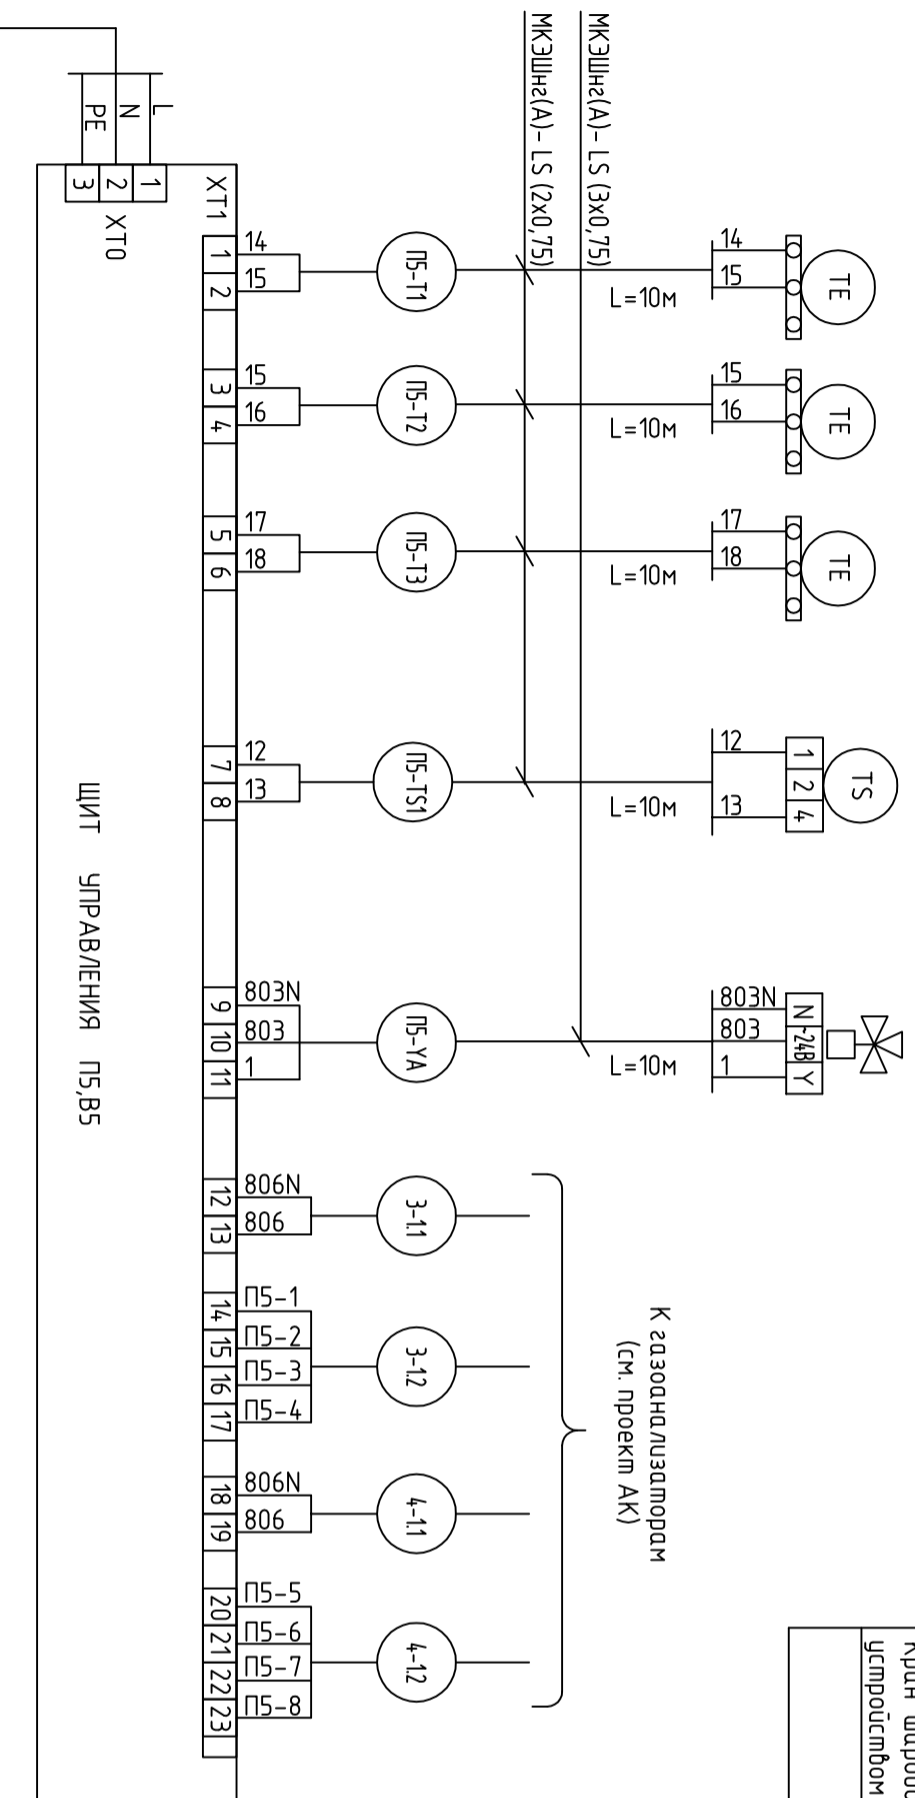 TE
TE
TE
TS
1 2 4
N ~24В Y
14
15
15
16
17
18
12
13
803N
803
1
L=10м
L=10м
L=10м
L=10м
L=10м
МКЭШнг(А)- LS (3х0,75)
МКЭШнг(А)- LS (2х0,75)
К газоанализаторам
(см. проект АК)
устройством
П5-Т1
П5-Т2
П5-Т3
П5-TS1
П5-YA
3-1.1
3-1.2
4-1.1
4-1.2
14
15
15
16
17
18
12
13
803N
803
1
806N
806
П5-1
П5-2
П5-3
П5-4
806N
806
П5-5
П5-6
П5-7
П5-8
XT1
1 2 3 4 5 6 7 8 9 10 11 12 13 14 15 16 17 18 19 20 21 22 23
L
N
PE
1
2
3
XT0
ЩИТ УПРАВЛЕНИЯ П5,В5